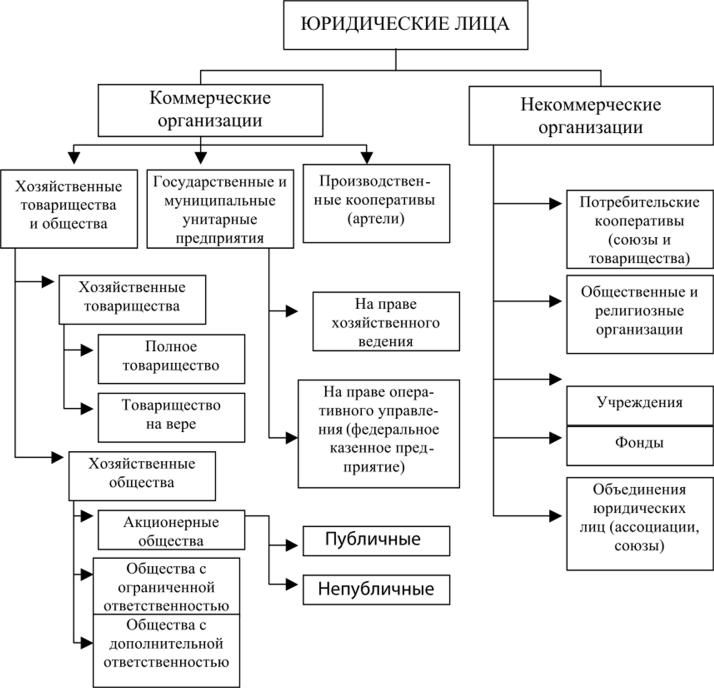 ЮРИДИЧЕСКИЕ ЛИЦА
Коммерческие
организации
Некоммерческие
организации
Хозяйственные
товарищества
и общества
Государственные и
муниципальные
унитарные
предприятия
Производствен-
ные кооперативы
(артели)
Потребительские
кооперативы
(союзы и
товарищества)
Хозяйственные
товарищества
На праве
хозяйственного
ведения
Общественные и
религиозные
организации
Полное
товарищество
Товарищество
на вере
На праве опера-
тивного управле-
ния (федеральное
казенное пред-
приятие)
Учреждения
Фонды
Хозяйственные
общества
Объединения
юридических
лиц (ассоциации,
союзы)
Акционерные
общества
Публичные
Непубличные
Общества с
ограниченной
ответственностью
Общества с
дополнительной
ответственностью